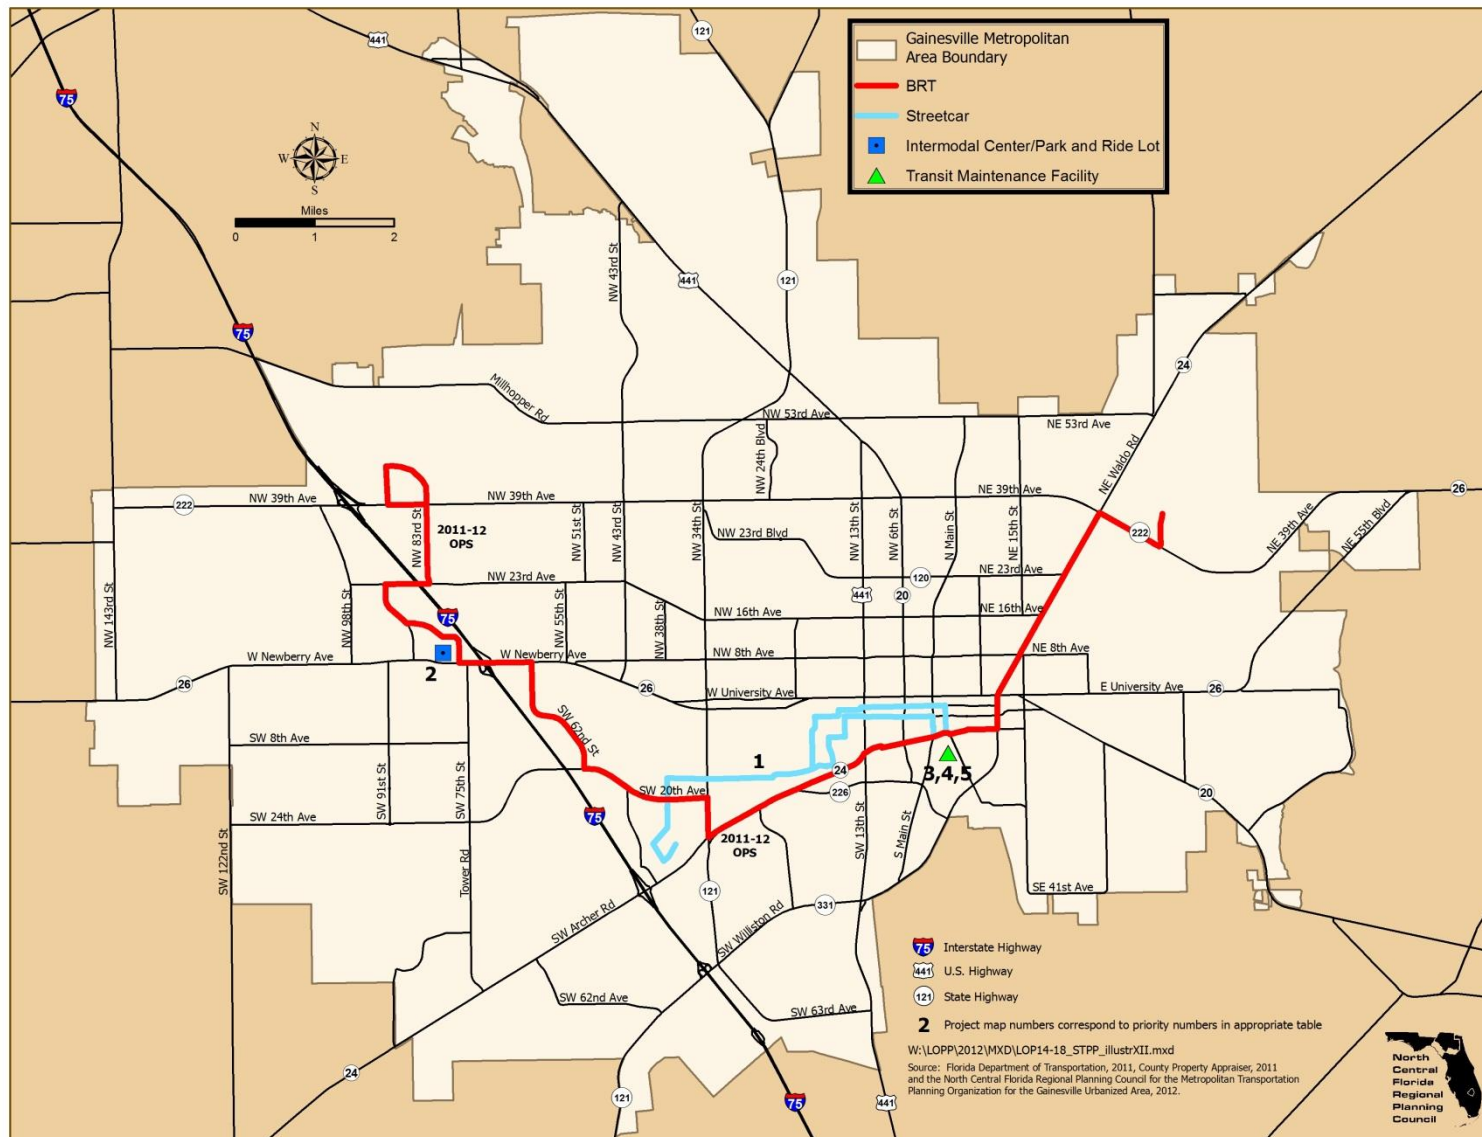 Gainesville Metropolitan
Area Boundary
BRT
Streetcar
Intermodal Center/Park and Ride Lot
Transit Maintenance Facility
441
121
75
N
W
E
S
Miles
0
1
2
NW 43rd St
441
121
75
24
Millhopper Rd
NW 53rd Ave
NE 53rd Ave
NW 24th Blvd
NE Waldo Rd
222
NW 39th Ave
NW 39th Ave
NE 39th Ave
26
NW 83rd St
2011-12
OPS
NW 51st St
NW 43rd St
NW 34th St
NW 23rd Blvd
NW 13th St
NW 6th St
N Main St
NE 15th St
222
NE 39th Ave
NE 55th Blvd
NW 143rd St
NW 98th St
NW 23rd Ave
120
NE 23rd Ave
NW 55th St
NW 38th St
441
20
75
NW 16th Ave
NE 16th Ave
W Newberry Ave
2
W Newberry Ave
NW 8th Ave
NE 8th Ave
26
26
W University Ave
E University Ave
26
SW 62nd St
SW 8th Ave
1
24
3,4,5
SW 91st St
SW 75th St
SW 20th Ave
226
20
SW 24th Ave
75
2011-12
OPS
SW 13th St
S Main St
SW 122nd St
Tower Rd
121
SE 41st Ave
SW Archer Rd
SW Williston Rd
331
SW 62nd Ave
SW 63rd Ave
24
121
75
441
75
Interstate Highway
441
U.S. Highway
121
State Highway
2
Project map numbers correspond to priority numbers in appropriate table
W:\LOPP\2012\MXD\LOP14-18_STPP_illustrXII.mxd
Source: Florida Department of Transportation, 2011, County Property Appraiser, 2011
and the North Central Florida Regional Planning Council for the Metropolitan Transportation
Planning Organization for the Gainesville Urbanized Area, 2012.
North
Central
Florida
Regional
Planning
Council